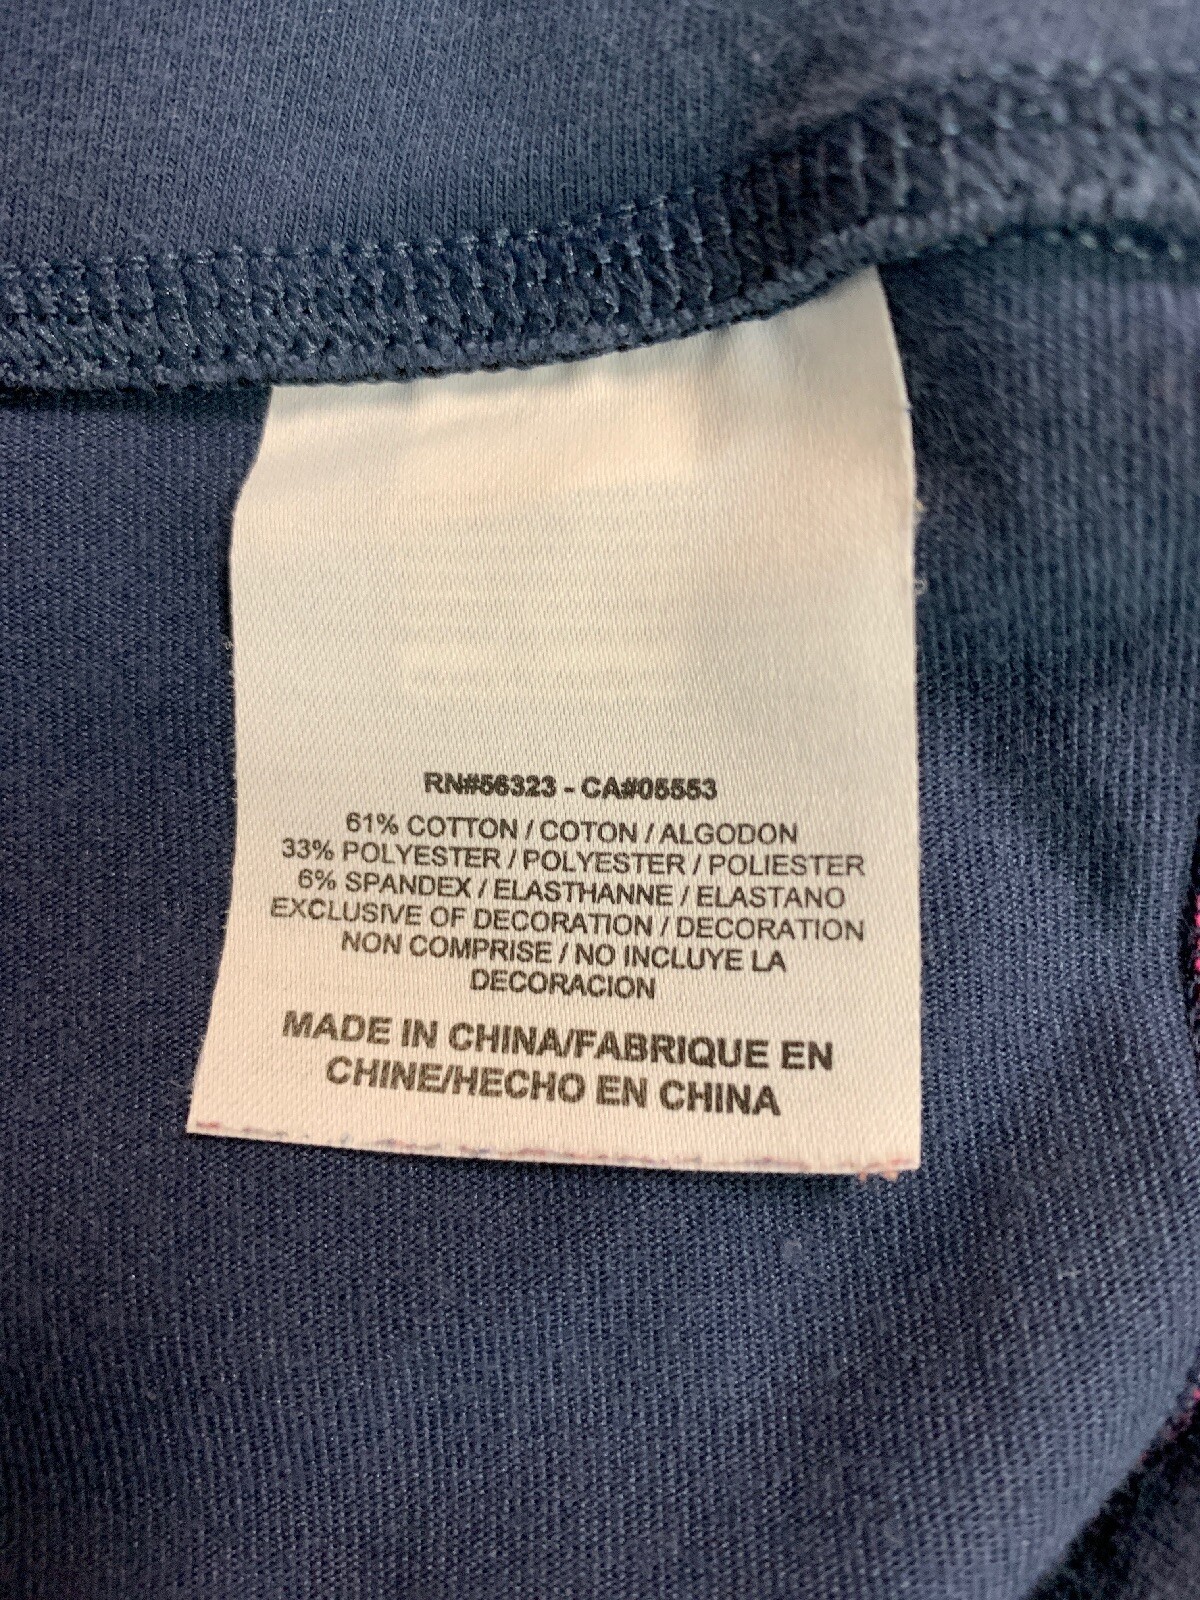 RN#56323 - CA#05553
61% COTTON / COTON / ALGODON
33% POLYESTER / POLYESTER / POLIESTER
6% SPANDEX / ELASTHANNE / ELASTANO
EXCLUSIVE OF DECORATION / DECORATION
NON COMPRISE / NO INCLUYE LA
DECORACION
MADE IN CHINA/FABRIQUE EN
CHINE/HECHO EN CHINA